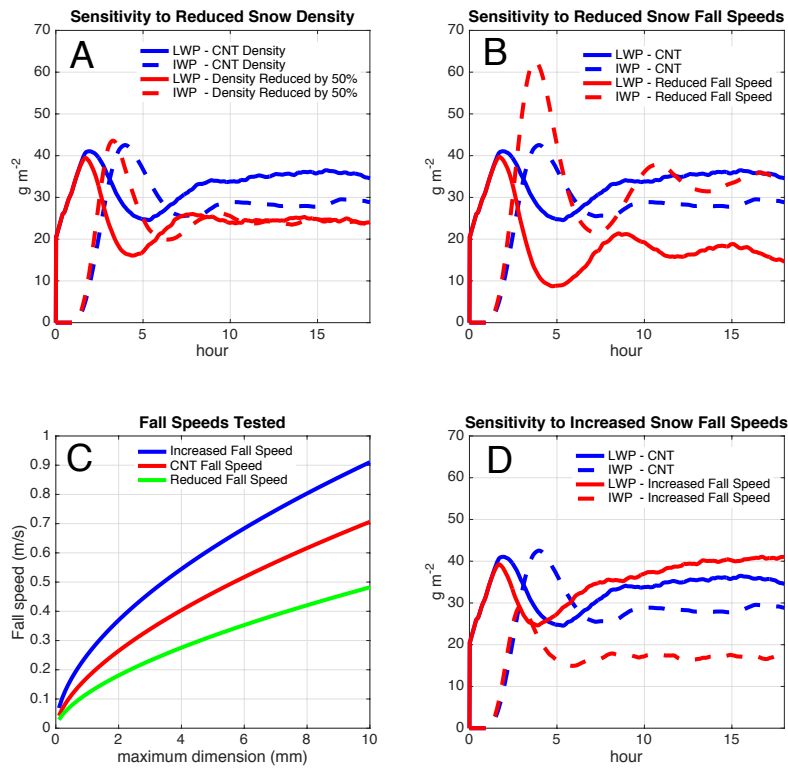 Sensitivity to Reduced Snow Density
A
LWP - CNT Density
IWP - CNT Density
LWP - Density Reduced by 50%
IWP - Density Reduced by 50%
70
60
50
40
30
20
10
0
g m-2
0 5 10 15
hour
Sensitivity to Reduced Snow Fall Speeds
B
LWP - CNT
IWP - CNT
LWP - Reduced Fall Speed
IWP - Reduced Fall Speed
70
60
50
40
30
20
10
0
g m-2
0 5 10 15
hour
Fall Speeds Tested
C
Increased Fall Speed
CNT Fall Speed
Reduced Fall Speed
1
0.9
0.8
0.7
0.6
0.5
0.4
0.3
0.2
0.1
0
Fall speed (m/s)
0 2 4 6 8 10
maximum dimension (mm)
Sensitivity to Increased Snow Fall Speeds
D
LWP - CNT
IWP - CNT
LWP - Increased Fall Speed
IWP - Increased Fall Speed
70
60
50
40
30
20
10
0
g m-2
0 5 10 15
hour